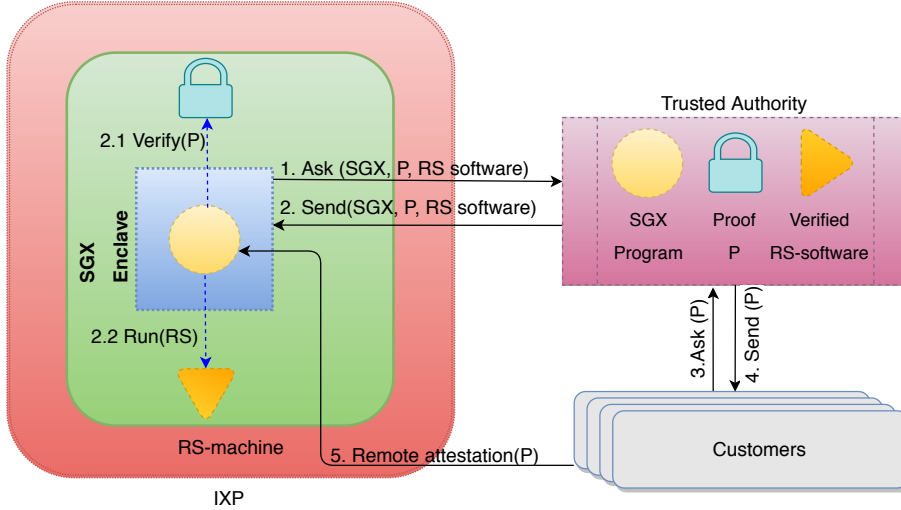 Trusted Authority
2.1 Verify(P)
1. Ask (SGX, P, RS software)
2. Send(SGX, P, RS software)
SGX
Enclave
SGX
Program
Proof
P
Verified
RS-software
2.2 Run(RS)
3.Ask (P)
4. Send (P)
RS-machine
5. Remote attestation(P)
Customers
IXP